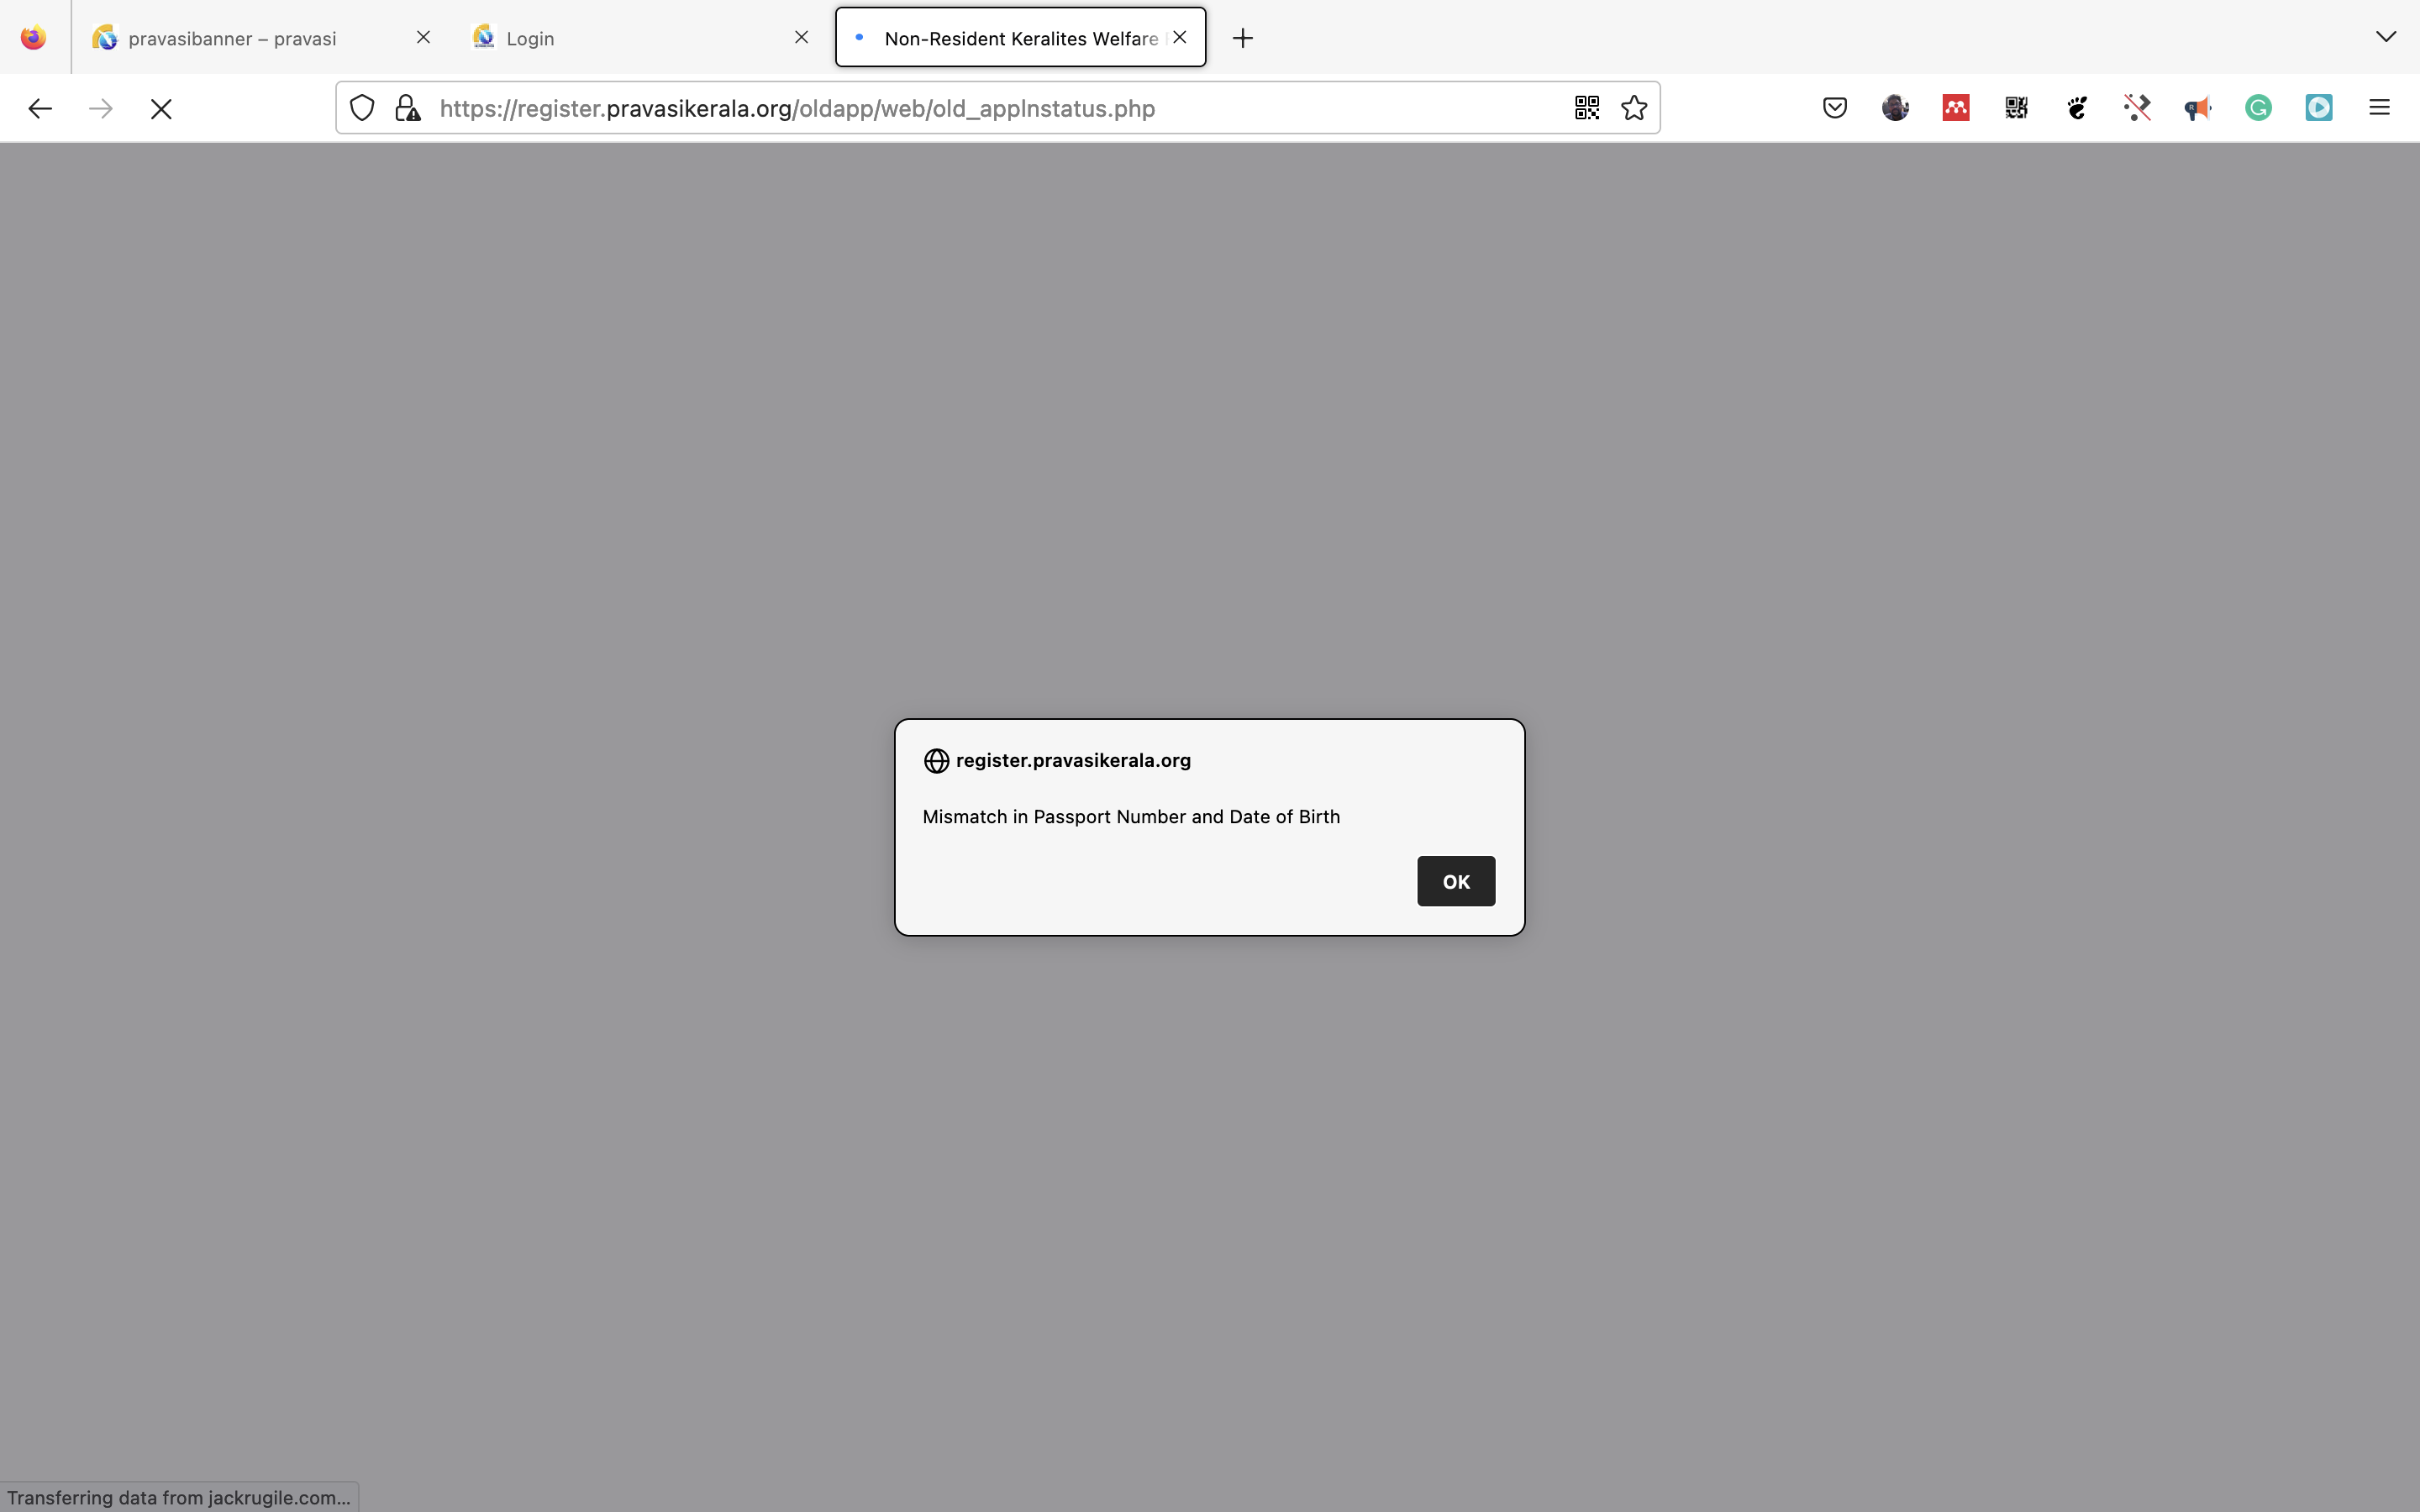 pravasibanner – pravasi
Login
Non-Resident Keralites Welfare
https://register.pravasikerala.org/oldapp/web/old_applnstatus.php
register.pravasikerala.org
Mismatch in Passport Number and Date of Birth
OK
Transferring data from jackrugile.com...